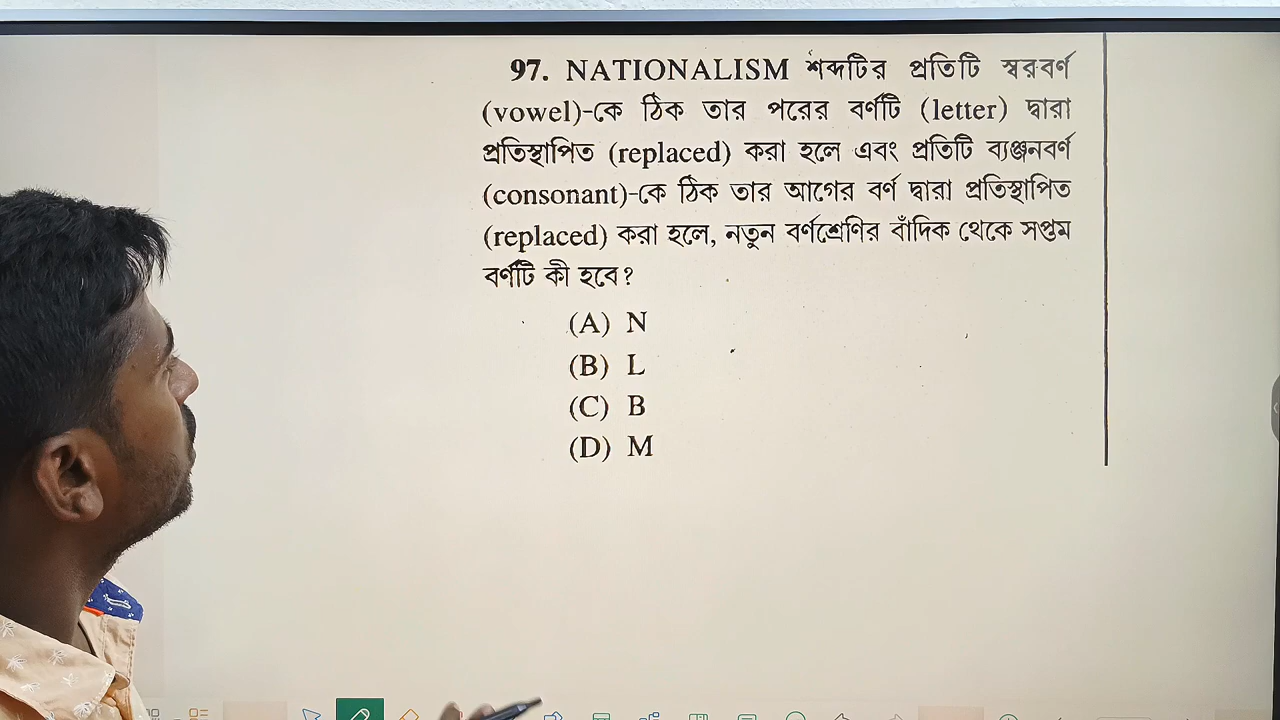 97. NATIONALISM শব্দটির প্রতিটি স্বরবর্ণ
(vowel)-কে ঠিক তার পরের বর্ণটি (letter) দ্বারা
প্রতিস্থাপিত (replaced) করা হলে এবং প্রতিটি ব্যঞ্জনবর্ণ
(consonant)-কে ঠিক তার আগের বর্ণ দ্বারা প্রতিস্থাপিত
(replaced) করা হলে, নতুন বর্ণশ্রেণির বাঁদিক থেকে সপ্তম
বর্ণটি কী হবে?
(A) N
(B) L
(C) B
(D) M